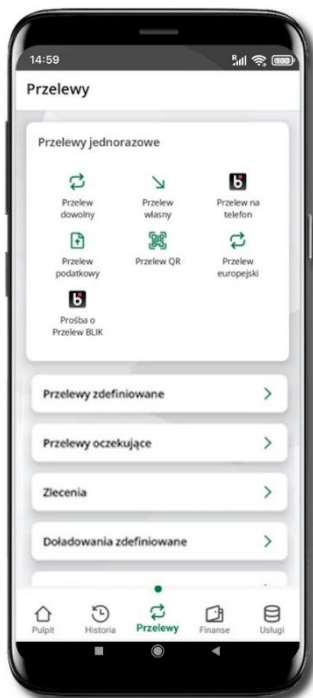 14:59
Przelewy
Przelewy jednorazowe
Przelew
dowolny
Przelew
własny
Przelew na
telefon
Przelew
podatkowy
Przelew QR
Przelew
europejski
Prośba o
Przelew BLIK
Przelewy zdefiniowane
Przelewy oczekujące
Zlecenia
Doładowania zdefiniowane
Pulpit
Historia
Przelewy
Finanse
Usługi